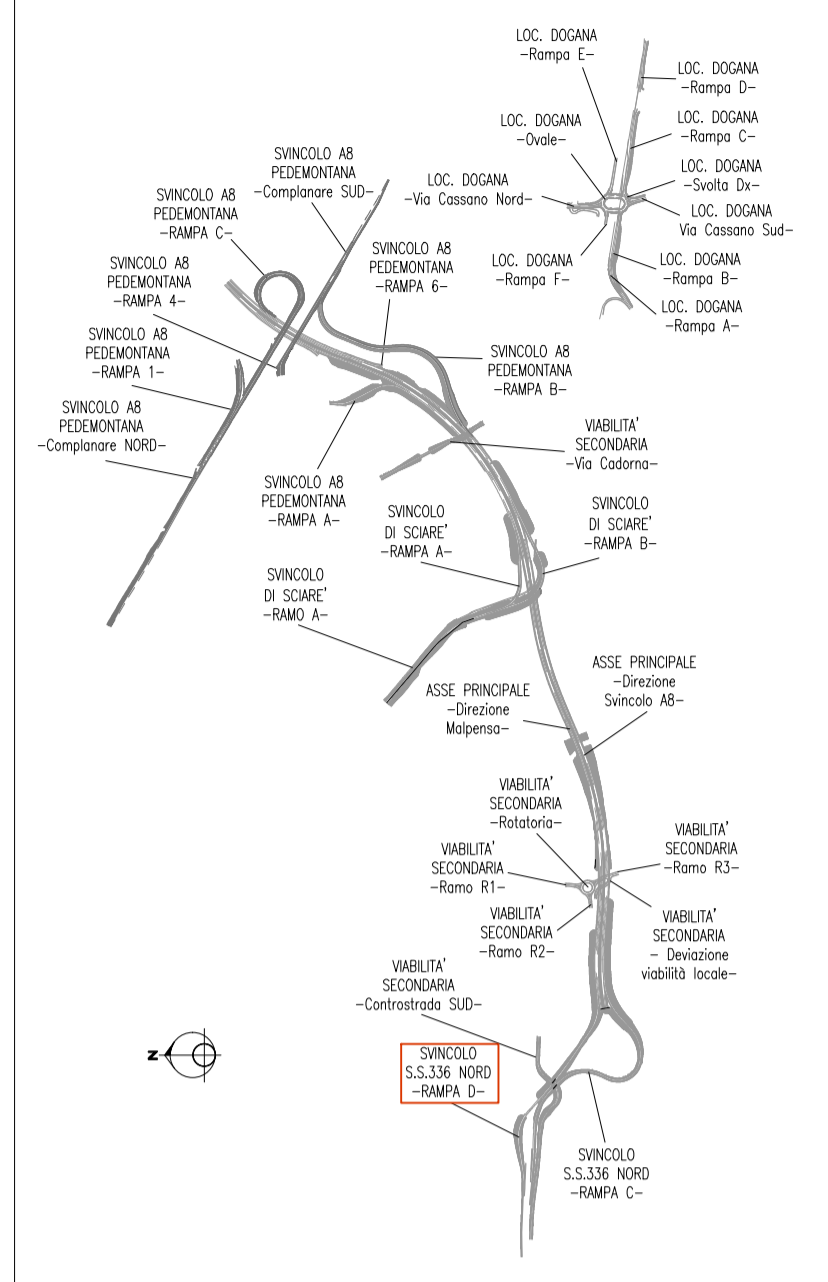 LOC. DOGANA
–Rampa E–
LOC. DOGANA
–Rampa D–
LOC. DOGANA
–Ovale–
LOC. DOGANA
–Rampa C–
SVINCOLO A8
PEDEMONTANA
–Complanare SUD–
LOC. DOGANA
–Via Cassano Nord–
LOC. DOGANA
–Svolta Dx–
SVINCOLO A8
PEDEMONTANA
–RAMPA C–
LOC. DOGANA
Via Cassano Sud–
SVINCOLO A8
PEDEMONTANA
–RAMPA 6–
LOC. DOGANA
–Rampa F–
LOC. DOGANA
–Rampa B–
SVINCOLO A8
PEDEMONTANA
–RAMPA 4–
LOC. DOGANA
–Rampa A–
SVINCOLO A8
PEDEMONTANA
–RAMPA 1–
SVINCOLO A8
PEDEMONTANA
–RAMPA B–
SVINCOLO A8
PEDEMONTANA
–Complanare NORD–
VIABILITA'
SECONDARIA
–Via Cadorna–
SVINCOLO A8
PEDEMONTANA
–RAMPA A–
SVINCOLO
DI SCIARE'
–RAMPA A–
SVINCOLO
DI SCIARE'
–RAMPA B–
SVINCOLO
DI SCIARE'
–RAMO A–
ASSE PRINCIPALE
–Direzione
Svincolo A8–
ASSE PRINCIPALE
–Direzione
Malpensa–
VIABILITA'
SECONDARIA
–Rotatoria–
VIABILITA'
SECONDARIA
–Ramo R3–
VIABILITA'
SECONDARIA
–Ramo R1–
VIABILITA'
SECONDARIA
–Ramo R2–
VIABILITA'
SECONDARIA
– Deviazione
viabilità locale–
VIABILITA'
SECONDARIA
–Controstrada SUD–
N
SVINCOLO
S.S.336 NORD
–RAMPA D–
SVINCOLO
S.S.336 NORD
–RAMPA C–